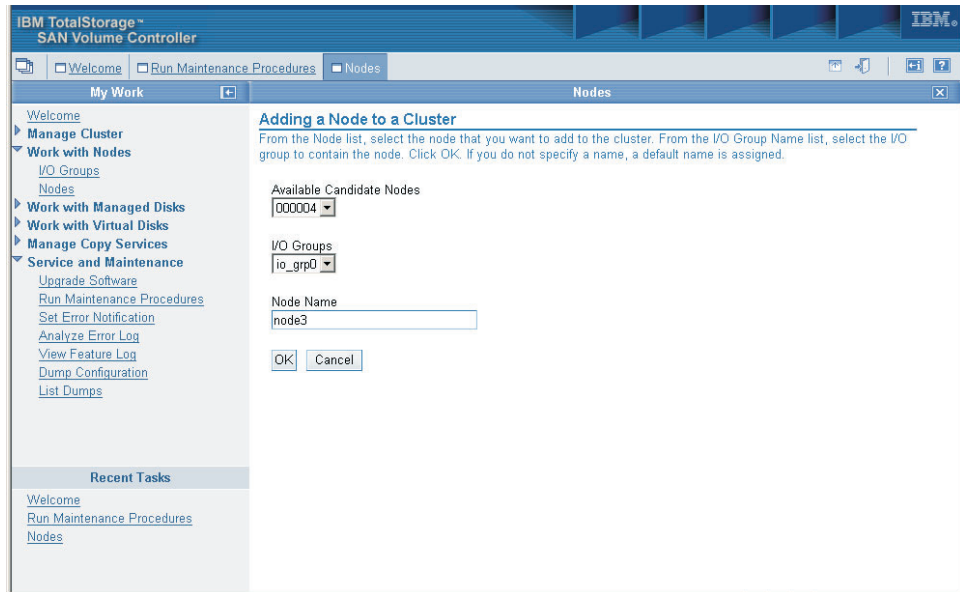 IBM TotalStorage™
SAN Volume Controller
IBM®
Welcome
Run Maintenance Procedures
Nodes
?
My Work
Nodes
Welcome
Manage Cluster
Work with Nodes
I/O Groups
Nodes
Work with Managed Disks
Work with Virtual Disks
Manage Copy Services
Service and Maintenance
Upgrade Software
Run Maintenance Procedures
Set Error Notification
Analyze Error Log
View Feature Log
Dump Configuration
List Dumps
Recent Tasks
Welcome
Run Maintenance Procedures
Nodes
Adding a Node to a Cluster
From the Node list, select the node that you want to add to the cluster. From the I/O Group Name list, select the I/O
group to contain the node. Click OK. If you do not specify a name, a default name is assigned.
Available Candidate Nodes
000004
I/O Groups
io_grp0
Node Name
node3
OK Cancel